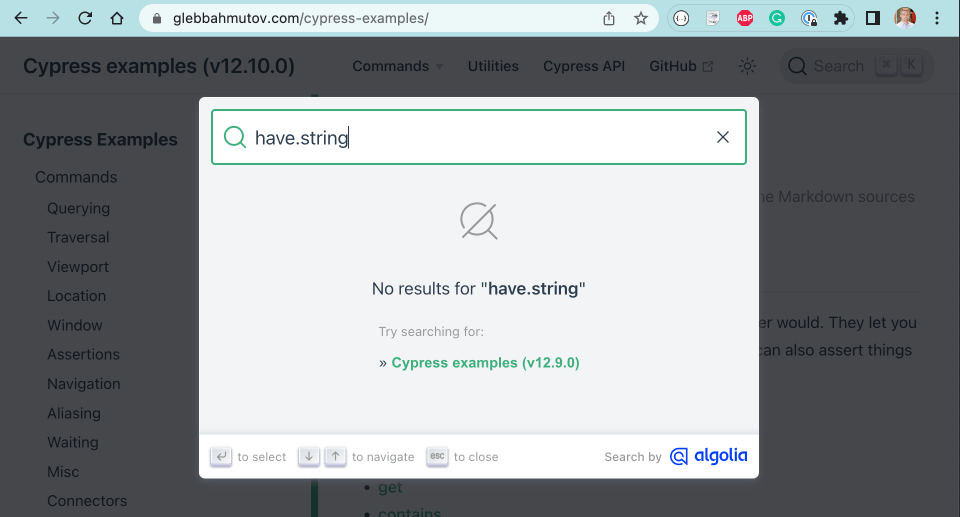 glebbahmutov.com/cypress-examples/
ABP
Cypress examples (v12.10.0)
Commands
Utilities
Cypress API
GitHub
Search
⌘ K
Cypress Examples
Commands
Querying
Traversal
Viewport
Location
Window
Assertions
Navigation
Aliasing
Waiting
Misc
Connectors
have.string
he Markdown sources
No results for "have.string"
er would. They let you
can also assert things
Try searching for:
» Cypress examples (v12.9.0)
to select
to navigate
esc to close
Search by algolia
• get
• contains